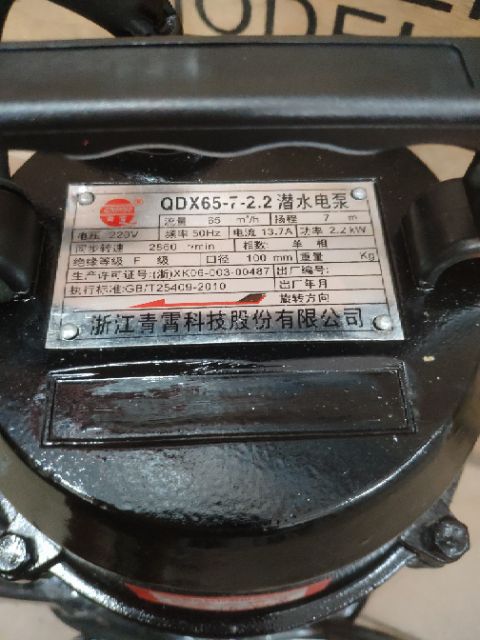 MODEL
QDX65-7-2.2 潜水电泵
流量 65 m³/h 扬程 7 m
电压 220V 频率 50Hz 电流 13.7A 功率 2.2 kW
同步转速 2860 r/min 相数: 单 相
绝缘等级 F 级 口径 100 mm 重量: Kg
生产许可证号:(浙)XK06-003-00487 出厂编号:
执行标准:GB/T25409-2010 出厂 年 月
旋转方向
浙江青霄科技股份有限公司